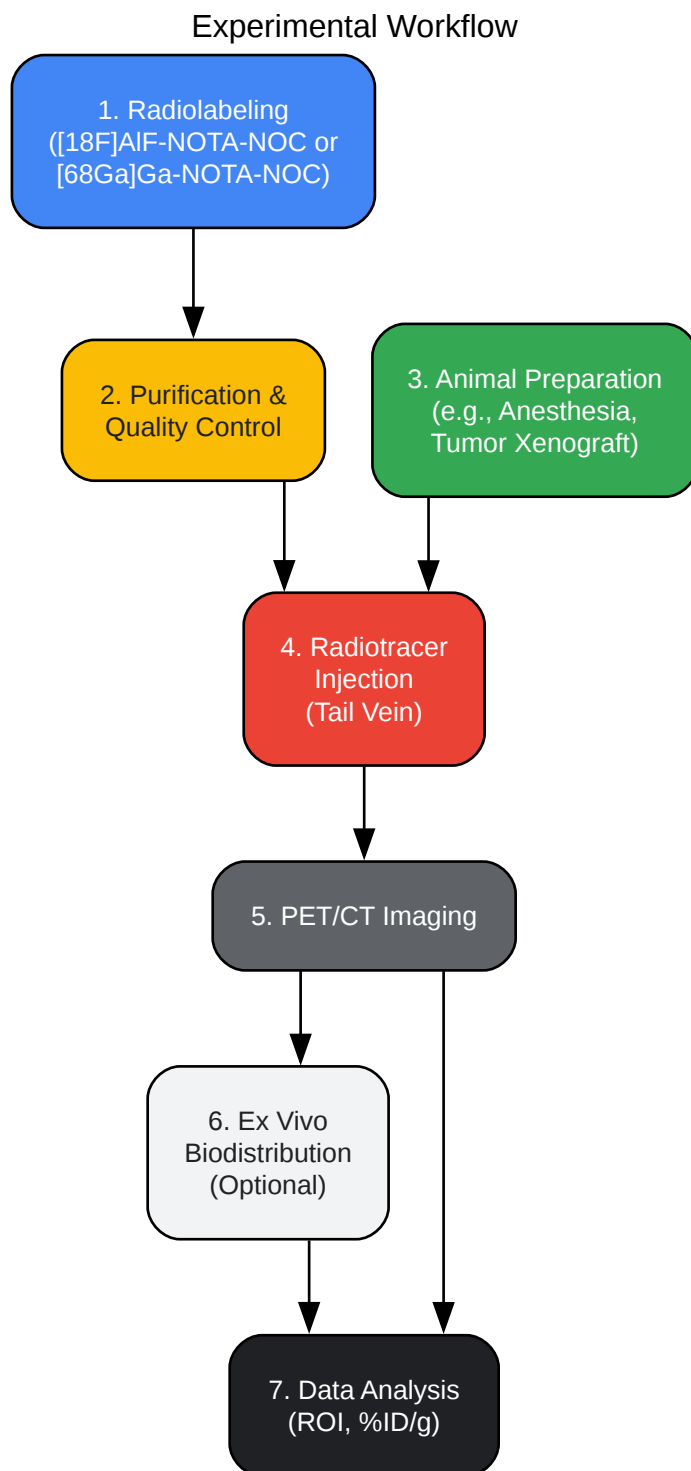 Experimental Workflow
1. Radiolabeling
([18F]AlF-NOTA-NOC or
[68Ga]Ga-NOTA-NOC)
2. Purification &
Quality Control
3. Animal Preparation
(e.g., Anesthesia,
Tumor Xenograft)
4. Radiotracer
Injection
(Tail Vein)
5. PET/CT Imaging
6. Ex Vivo
Biodistribution
(Optional)
7. Data Analysis
(ROI, %ID/g)